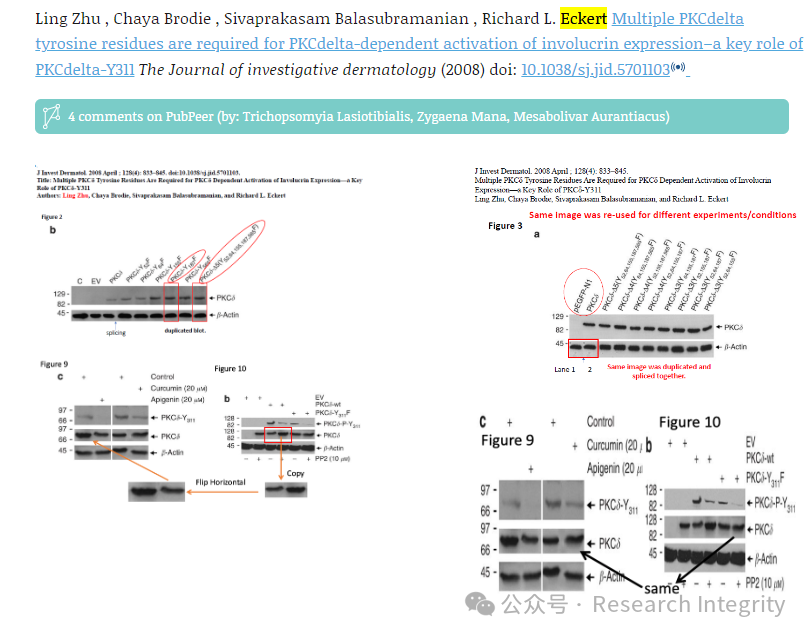 Ling Zhu , Chaya Brodie , Sivaprakasam Balasubramanian , Richard L. Eckert Multiple PKCdelta
tyrosine residues are required for PKCdelta-dependent activation of involucrin expression–a key role of
PKCdelta-Y311 The Journal of investigative dermatology (2008) doi: 10.1038/sj.jid.5701103
4 comments on PubPeer (by: Trichopsomyia Lasiotibialis, Zygaena Mana, Mesabolivar Aurantiacus)
J Invest Dermatol. 2008 April ; 128(4): 833–845. doi:10.1038/sj.jid.5701103.
Title: Multiple PKCδ Tyrosine Residues Are Required for PKCδ Dependent Activation of Involucrin Expression—a Key
Role of PKCδ-Y311
Authors: Ling Zhu, Chaya Brodie, Sivaprakasam Balasubramanian, and Richard L. Eckert
Figure 2
b
C
EV
PKCδ
129 -
82 -
45 -
PKCδ
β-Actin
splicing
duplicated blot.
J Invest Dermatol. 2008 April ; 128(4): 833–845.
Multiple PKCδ Tyrosine Residues Are Required for PKCδ Dependent Activation of Involucrin
Expression—a Key Role of PKCδ-Y311
Ling Zhu, Chaya Brodie, Sivaprakasam Balasubramanian, and Richard L. Eckert
Same image was re-used for different experiments/conditions
Figure 3
a
pEGFP-N1
PKCδ
129 -
82 -
45 -
PKCδ
β-Actin
Lane 1 2
Same image was duplicated and
spliced together.
Figure 9
c
+ + Control
+ Curcumin (20 μM)
+ Apigenin (20 μM)
97 -
66 -
PKCδ-Y311
97 -
66 -
PKCδ
45 -
β-Actin
Flip Horizontal
Figure 10
b
+ + EV
+ + PKCδ-wt
+ + PKCδ-Y311F
128 -
82 -
PKCδ-P-Y311
128 -
82 -
PKCδ
45 -
β-Actin
- + - + - + PP2 (10 μM)
Copy
c
+ + Control
Figure 9
+ Curcumin (20
+ Apigenin (20
97 -
66 -
PKCδ-Y311
97 -
66 -
PKCδ
45 -
β-Actin
Figure 10
b
+ + EV
+ + PKCδ-wt
+ + PKCδ-Y311F
128 -
82 -
PKCδ-P-Y311
128 -
82 -
PKCδ
45 -
β-Actin
PP2 (10 μM)
same
公众号 · Research Integrity